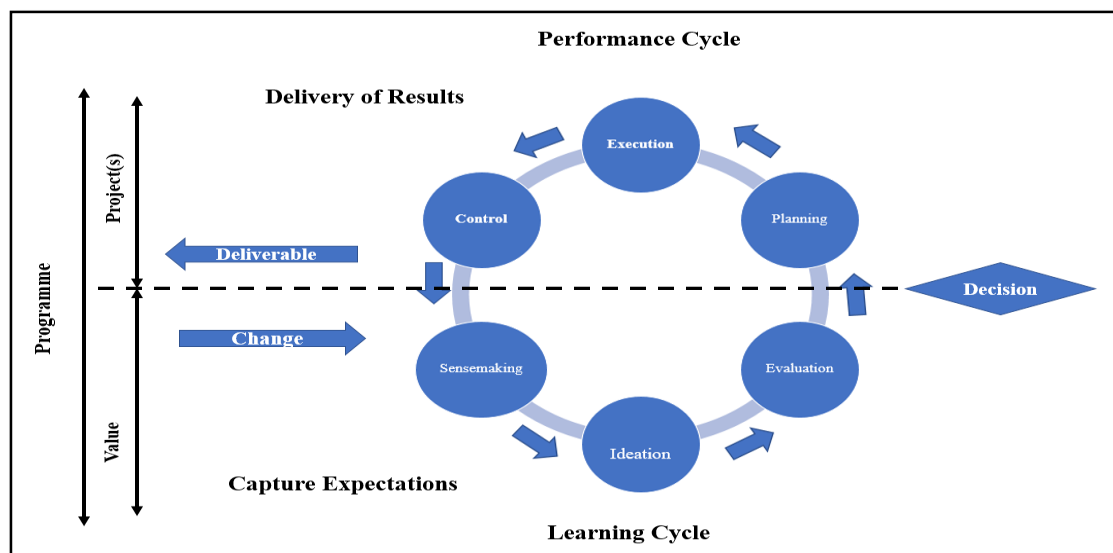 Performance Cycle
Delivery of Results
Execution
Project(s)
Control
Planning
Deliverable
Decision
Programme
Change
Sensemaking
Evaluation
Value
Ideation
Capture Expectations
Learning Cycle